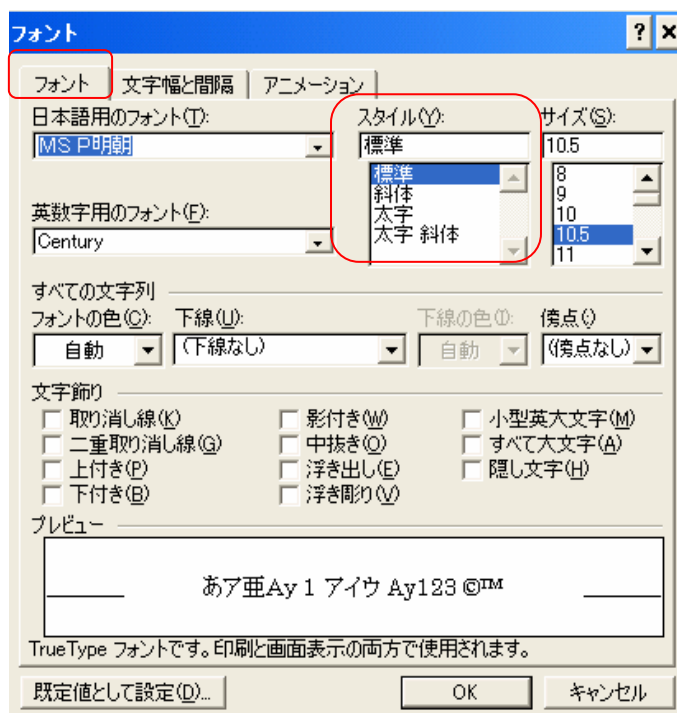 フォント
フォント 文字幅と間隔 アニメーション
日本語用のフォント(T): スタイル(Y): サイズ(S):
MS P明朝 標準 10.5
標準 8
斜体 9
太字 10
太字 斜体 10.5
11
英数字用のフォント(F):
Century
すべての文字列
フォントの色(C): 下線(U): 下線の色(I): 傍点(·)
自動 (下線なし) 自動 (傍点なし)
文字飾り
取り消し線(K) 影付き(W) 小型英大文字(M)
二重取り消し線(G) 中抜き(O) すべて大文字(A)
上付き(P) 浮き出し(E) 隠し文字(H)
下付き(B) 浮き彫り(V)
プレビュー
あア亜Ay 1 アイウ Ay123 ©™
TrueType フォントです。印刷と画面表示の両方で使用されます。
既定値として設定(D)... OK キャンセル